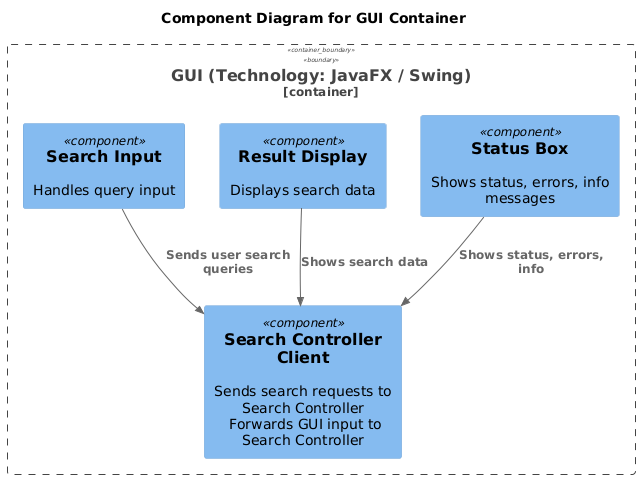 Component Diagram for GUI Container
«container_boundary»
«boundary»
GUI (Technology: JavaFX / Swing)
[container]
«component»
Search Input
Handles query input
«component»
Result Display
Displays search data
«component»
Status Box
Shows status, errors, info
messages
Sends user search
queries
Shows search data
Shows status, errors,
info
«component»
Search Controller
Client
Sends search requests to
Search Controller
Forwards GUI input to
Search Controller